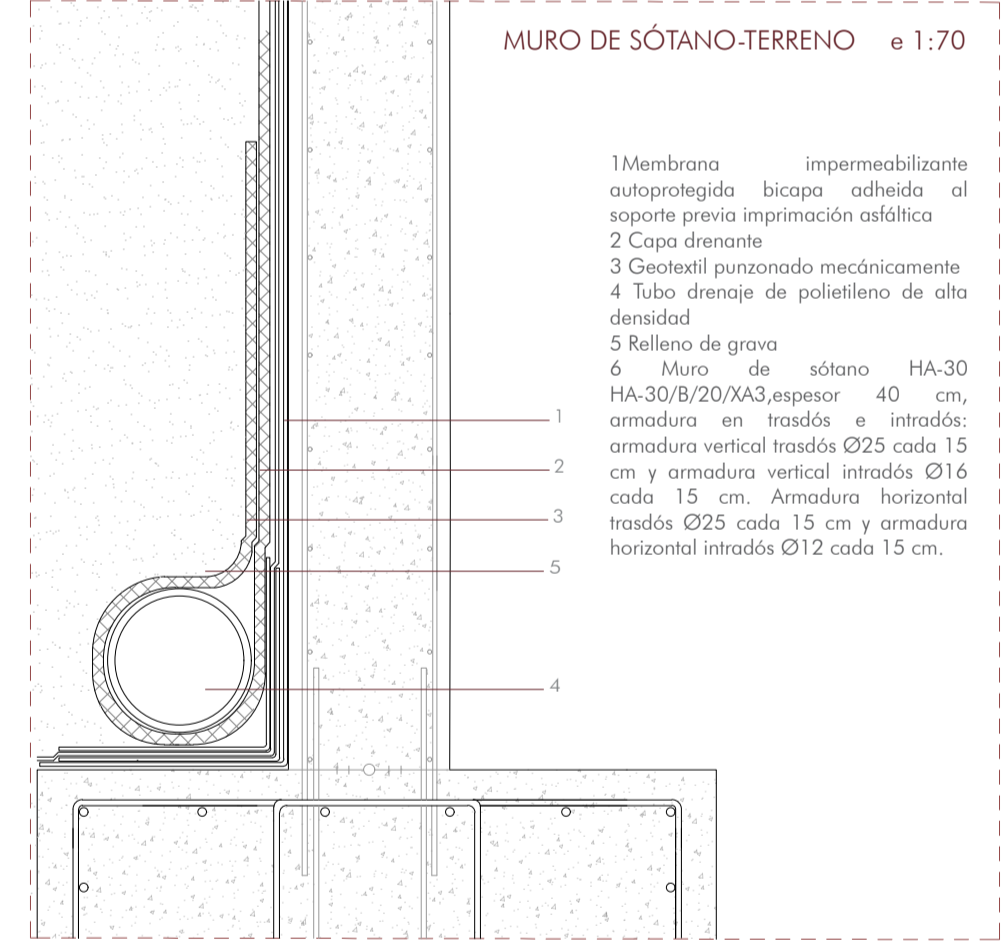 MURO DE SÓTANO-TERRENO e 1:70
1Membrana impermeabilizante
autoprotegida bicapa adheida al
soporte previa imprimación asfáltica
2 Capa drenante
3 Geotextil punzonado mecánicamente
4 Tubo drenaje de polietileno de alta
densidad
5 Relleno de grava
6 Muro de sótano HA-30
HA-30/B/20/XA3,espesor 40 cm,
armadura en trasdós e intradós:
armadura vertical trasdós Ø25 cada 15
cm y armadura vertical intradós Ø16
cada 15 cm. Armadura horizontal
trasdós Ø25 cada 15 cm y armadura
horizontal intradós Ø12 cada 15 cm.
1
2
3
5
4